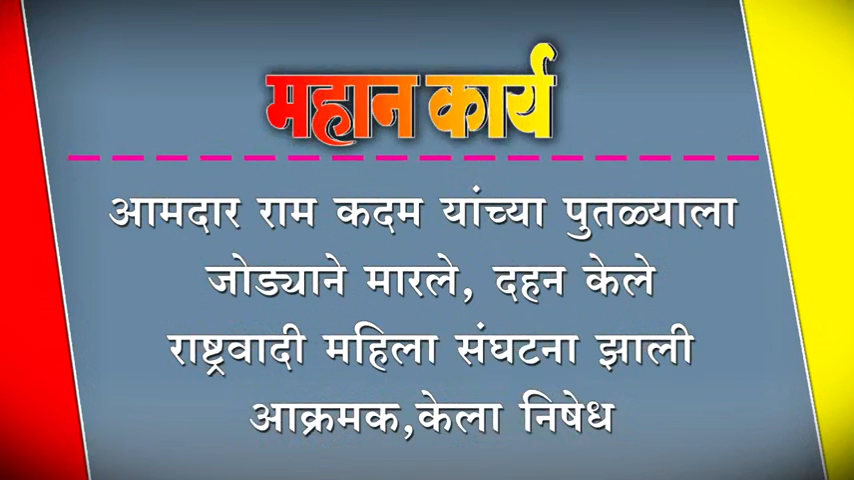 महान कार्य
आमदार राम कदम यांच्या पुतळ्याला
जोड्याने मारले, दहन केले
राष्ट्रवादी महिला संघटना झाली
आक्रमक,केला निषेध